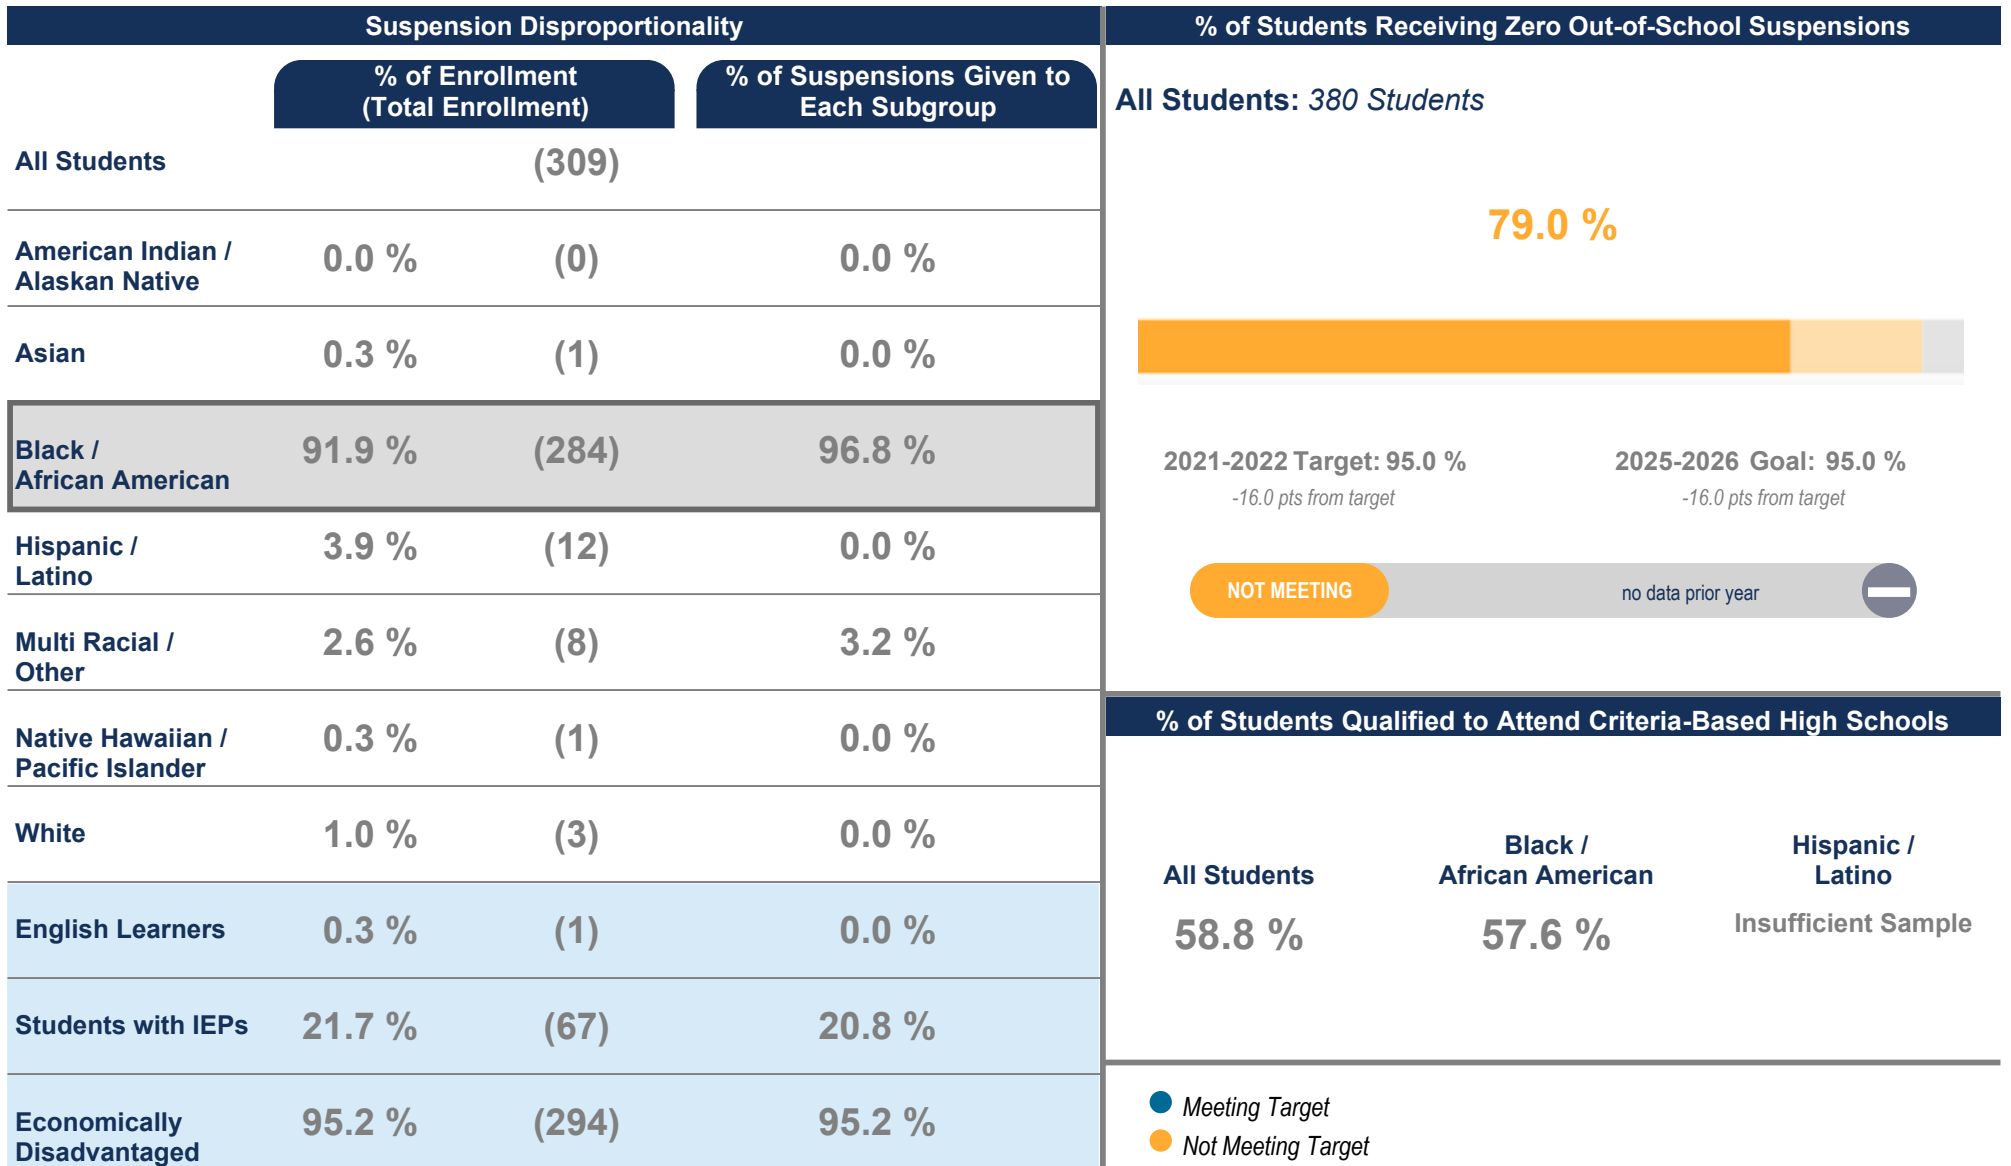 Suspension Disproportionality
% of Enrollment
(Total Enrollment)
% of Suspensions Given to
Each Subgroup
All Students
(309)
American Indian /
Alaskan Native
0.0 % (0) 0.0 %
Asian 0.3 % (1) 0.0 %
Black /
African American
91.9 % (284) 96.8 %
Hispanic /
Latino
3.9 % (12) 0.0 %
Multi Racial /
Other
2.6 % (8) 3.2 %
Native Hawaiian /
Pacific Islander
0.3 % (1) 0.0 %
White 1.0 % (3) 0.0 %
English Learners 0.3 % (1) 0.0 %
Students with IEPs 21.7 % (67) 20.8 %
Economically
Disadvantaged
95.2 % (294) 95.2 %
% of Students Receiving Zero Out-of-School Suspensions
All Students: 380 Students
79.0 %
2021-2022 Target: 95.0 %
-16.0 pts from target
2025-2026 Goal: 95.0 %
-16.0 pts from target
NOT MEETING
no data prior year
% of Students Qualified to Attend Criteria-Based High Schools
All Students
58.8 %
Black /
African American
57.6 %
Hispanic /
Latino
Insufficient Sample
Meeting Target
Not Meeting Target